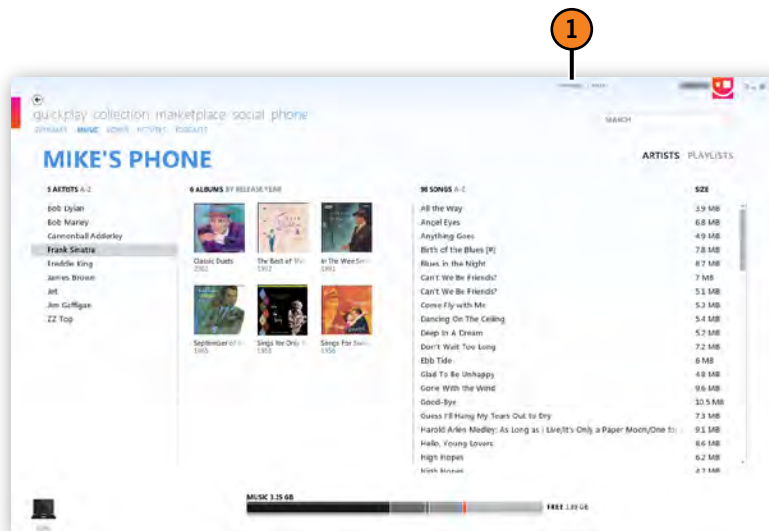 1
quickplay collection marketplace social phone
SUMMARY MUSIC VIDEOS PICTURES PODCASTS
SEARCH
MIKE'S PHONE
ARTISTS PLAYLISTS
ARTISTS A-Z
6 ALBUMS BY RELEASE YEAR
98 SONGS A-Z
SIZE
Bob Dylan
Bob Marley
Cannonball Adderley
Frank Sinatra
Freddie King
James Brown
Jet
Jim Gaffigan
ZZ Top
Classic Duets
2002
The Best of
In The Wee
September of
1965
Sings for Only
1958
Songs For
1956
All the Way 3.9 MB
Angel Eyes 6.8 MB
Anything Goes 4.9 MB
Birth of the Blues [#] 7.8 MB
Blues in the Night 8.7 MB
Can't We Be Friends? 7 MB
Can't We Be Friends? 5.1 MB
Come Fly with Me 5.3 MB
Dancing On The Ceiling 5.4 MB
Deep In A Dream 5.2 MB
Don't Wait Too Long 7.2 MB
Ebb Tide 6 MB
Glad To Be Unhappy 4.8 MB
Gone With the Wind 9.6 MB
Good-Bye 10.5 MB
Guess I'll Hang My Tears Out to Dry 7.3 MB
Harold Arlen Medley: As Long as I Live/It's Only a Paper Moon/One for 9.1 MB
Hello, Young Lovers 8.6 MB
High Hopes 6.2 MB
High Hopes 4.7 MB
MUSIC 3.25 GB
FREE